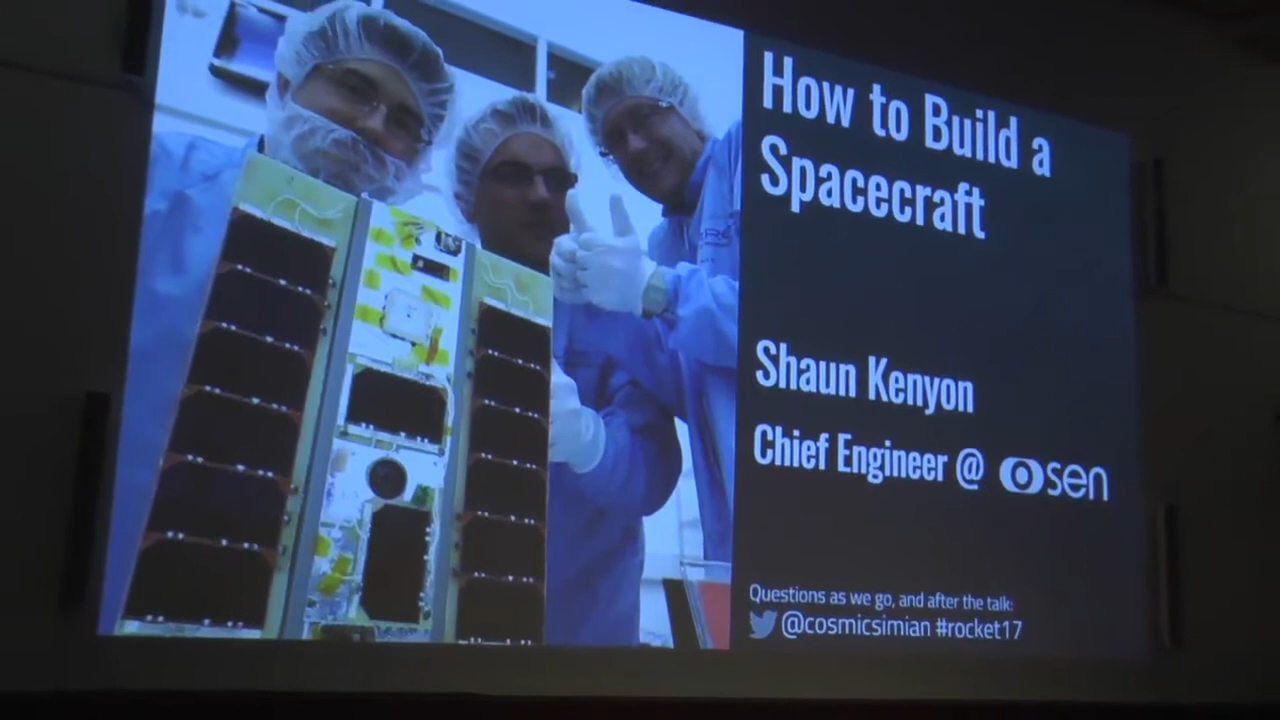 How to Build a
Spacecraft
Shaun Kenyon
Chief Engineer @ sen
Questions as we go, and after the talk:
@cosmicsimian #rocket17